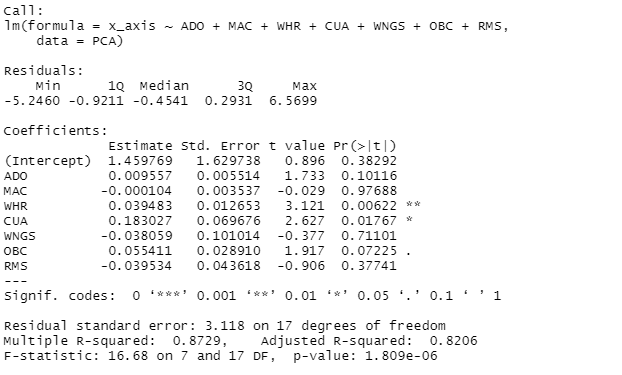 Call:
lm(formula = x_axis ~ ADO + MAC + WHR + CUA + WNGS + OBC + RMS,
    data = PCA)
Residuals:
    Min      1Q  Median      3Q     Max
-5.2460 -0.9211 -0.4541  0.2931  6.5699
Coefficients:
             Estimate Std. Error t value Pr(>|t|)
(Intercept)  1.459769   1.629738   0.896  0.38292
ADO          0.009557   0.005514   1.733  0.10116
MAC         -0.000104   0.003537  -0.029  0.97688
WHR          0.039483   0.012653   3.121  0.00622 **
CUA          0.183027   0.069676   2.627  0.01767 *
WNGS        -0.038059   0.101014  -0.377  0.71101
OBC          0.055411   0.028910   1.917  0.07225 .
RMS         -0.039534   0.043618  -0.906  0.37741
---
Signif. codes:  0 ‘***’ 0.001 ‘**’ 0.01 ‘*’ 0.05 ‘.’ 0.1 ‘ ’ 1
Residual standard error: 3.118 on 17 degrees of freedom
Multiple R-squared:  0.8729,    Adjusted R-squared:  0.8206
F-statistic: 16.68 on 7 and 17 DF,  p-value: 1.809e-06